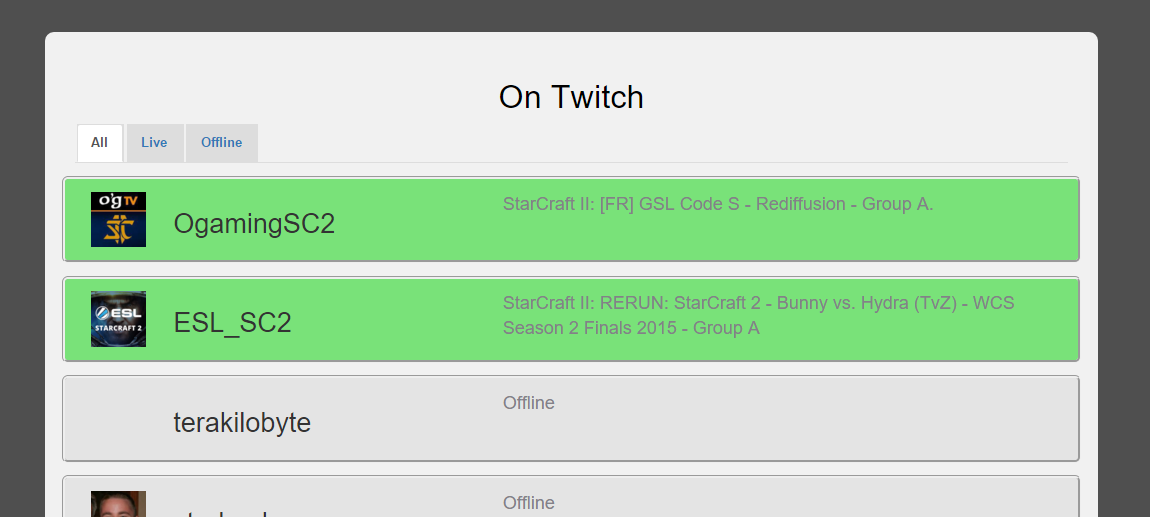 On Twitch
All
Live
Offline
o'g TV
OgamingSC2
StarCraft II: [FR] GSL Code S - Rediffusion - Group A.
ESL
STARCRAFT 2
ESL_SC2
StarCraft II: RERUN: StarCraft 2 - Bunny vs. Hydra (TvZ) - WCS
Season 2 Finals 2015 - Group A
terakilobyte
Offline
Offline